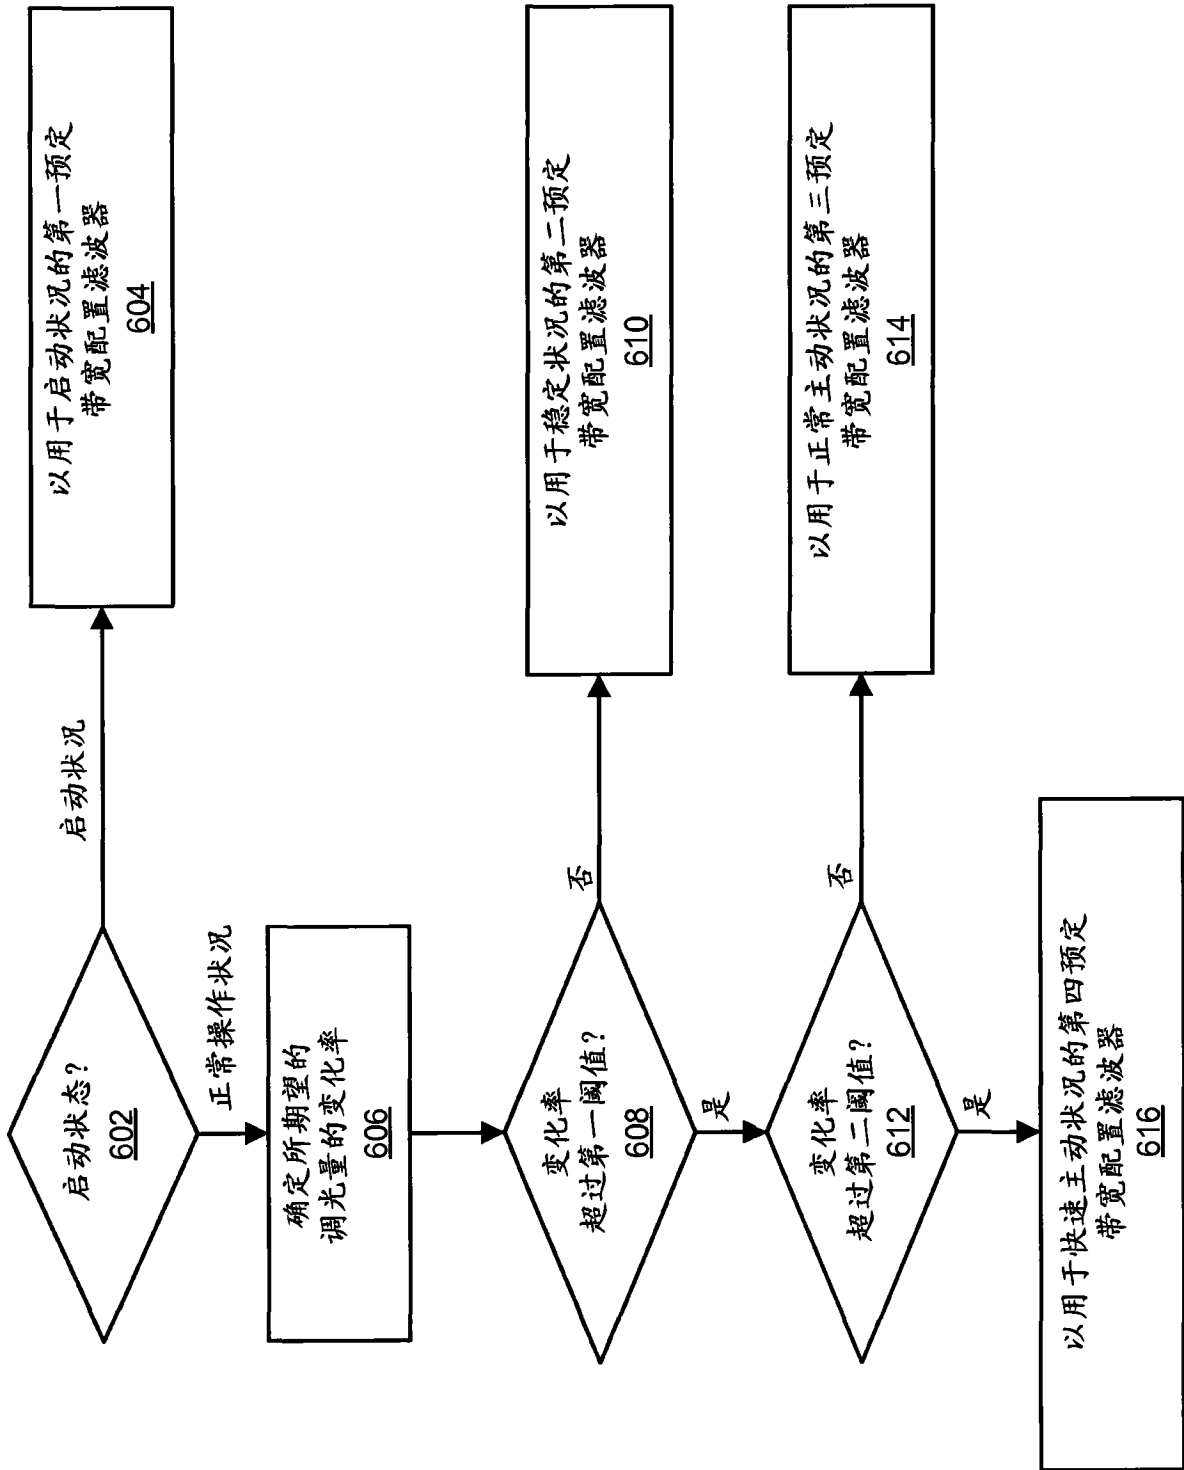 启动状态?
602
启动状况
以用于启动状况的第一预定
带宽配置滤波器
604
正常操作状况
确定所期望的
调光量的变化率
606
变化率
超过第一阈值?
608
否
以用于稳定状况的第二预定
带宽配置滤波器
610
是
变化率
超过第二阈值?
612
否
以用于正常主动状况的第三预定
带宽配置滤波器
614
是
以用于快速主动状况的第四预定
带宽配置滤波器
616